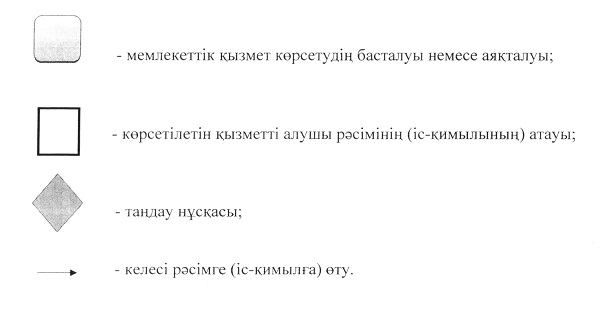 - мемлекеттік қызмет көрсетудің басталуы немесе аяқталуы;
- көрсетілетін қызметті алушы рәсімінің (іс-қимылының) атауы;
- таңдау нұсқасы;
- келесі рәсімге (іс-қимылға) өту.